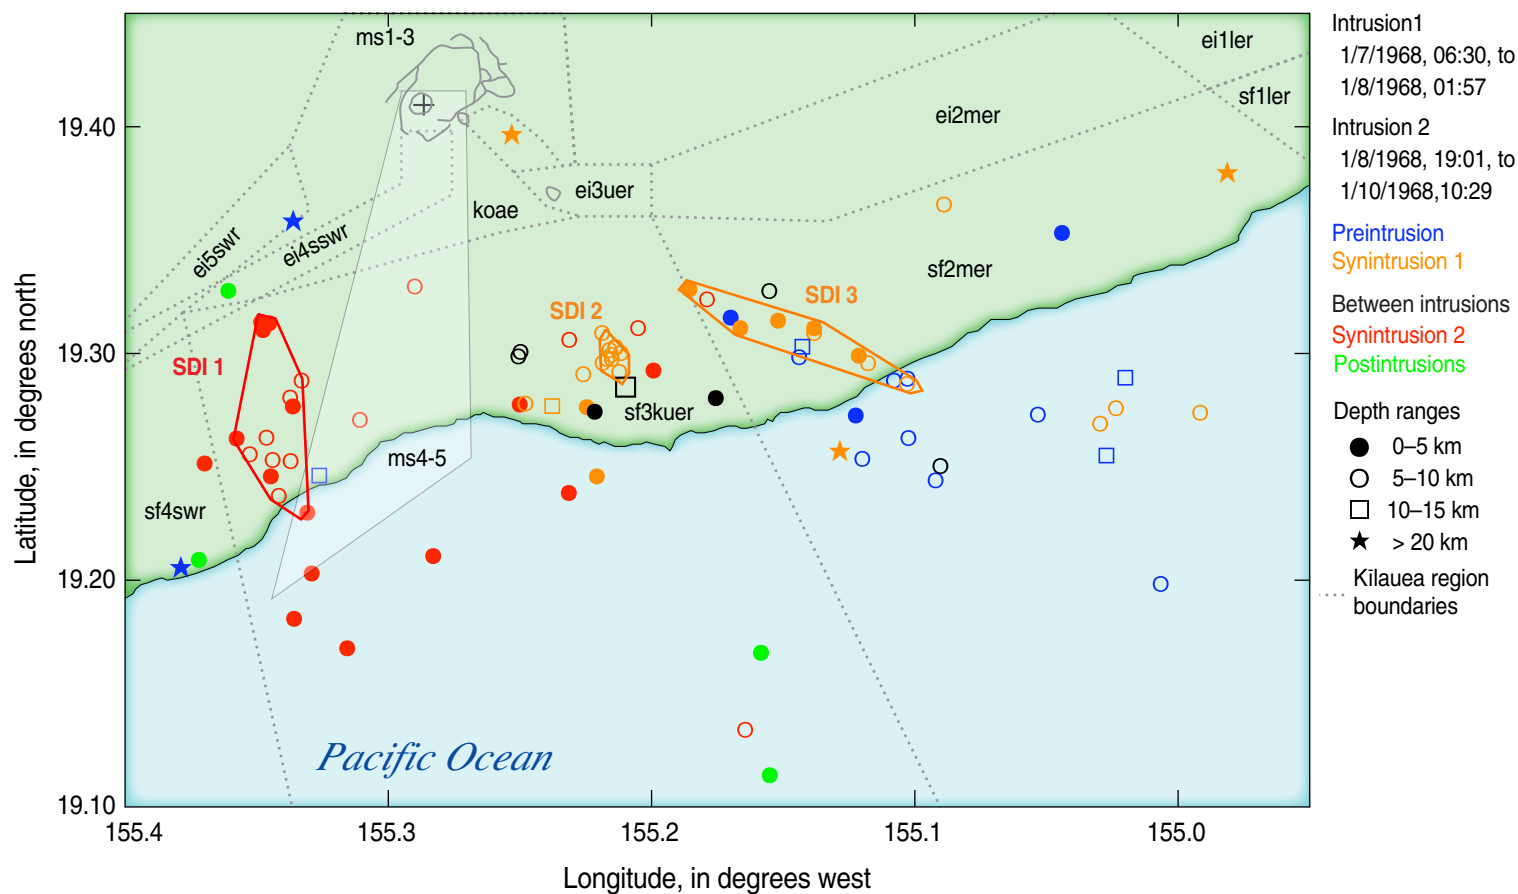 ms1-3
ei1ler
sf1ler
ei2mer
19.40
ei3uer
koae
ei5swr
ei4sswr
sf2mer
SDI 2
SDI 3
19.30
SDI 1
sf3kuer
ms4-5
sf4swr
19.20
Pacific Ocean
19.10
155.4
155.3
155.2
155.1
155.0
Latitude, in degrees north
Longitude, in degrees west
Intrusion1
1/7/1968, 06:30, to
1/8/1968, 01:57
Intrusion 2
1/8/1968, 19:01, to
1/10/1968,10:29
Preintrusion
Synintrusion 1
Between intrusions
Synintrusion 2
Postintrusions
Depth ranges
0–5 km
5–10 km
10–15 km
> 20 km
Kīlauea region
boundaries